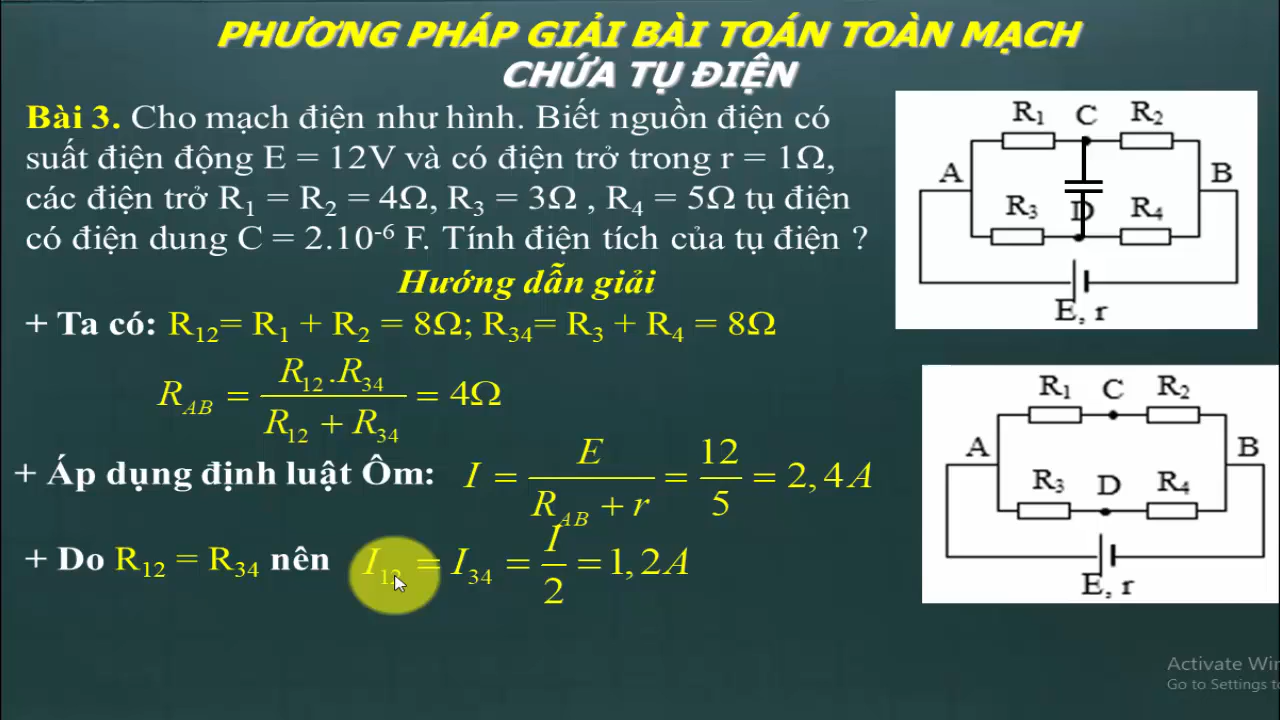 PHƯƠNG PHÁP GIẢI BÀI TOÁN TOÀN MẠCH
CHỨA TỤ ĐIỆN
Bài 3. Cho mạch điện như hình. Biết nguồn điện có
suất điện động E = 12V và có điện trở trong r = 1Ω,
các điện trở R₁ = R₂ = 4Ω, R₃ = 3Ω , R₄ = 5Ω tụ điện
có điện dung C = 2.10⁻⁶ F. Tính điện tích của tụ điện ?
Hướng dẫn giải
+ Ta có: R₁₂= R₁ + R₂ = 8Ω; R₃₄= R₃ + R₄ = 8Ω
R_AB = (R₁₂.R₃₄)/(R₁₂ + R₃₄) = 4Ω
+ Áp dụng định luật Ôm: I = E/(R_AB + r) = 12/5 = 2,4A
+ Do R₁₂ = R₃₄ nên I₁₂ = I₃₄ = I/2 = 1,2A
R₁ C R₂
A B
R₃ D R₄
E, r
R₁ C R₂
A B
R₃ D R₄
E, r
Activate Win
Go to Settings to